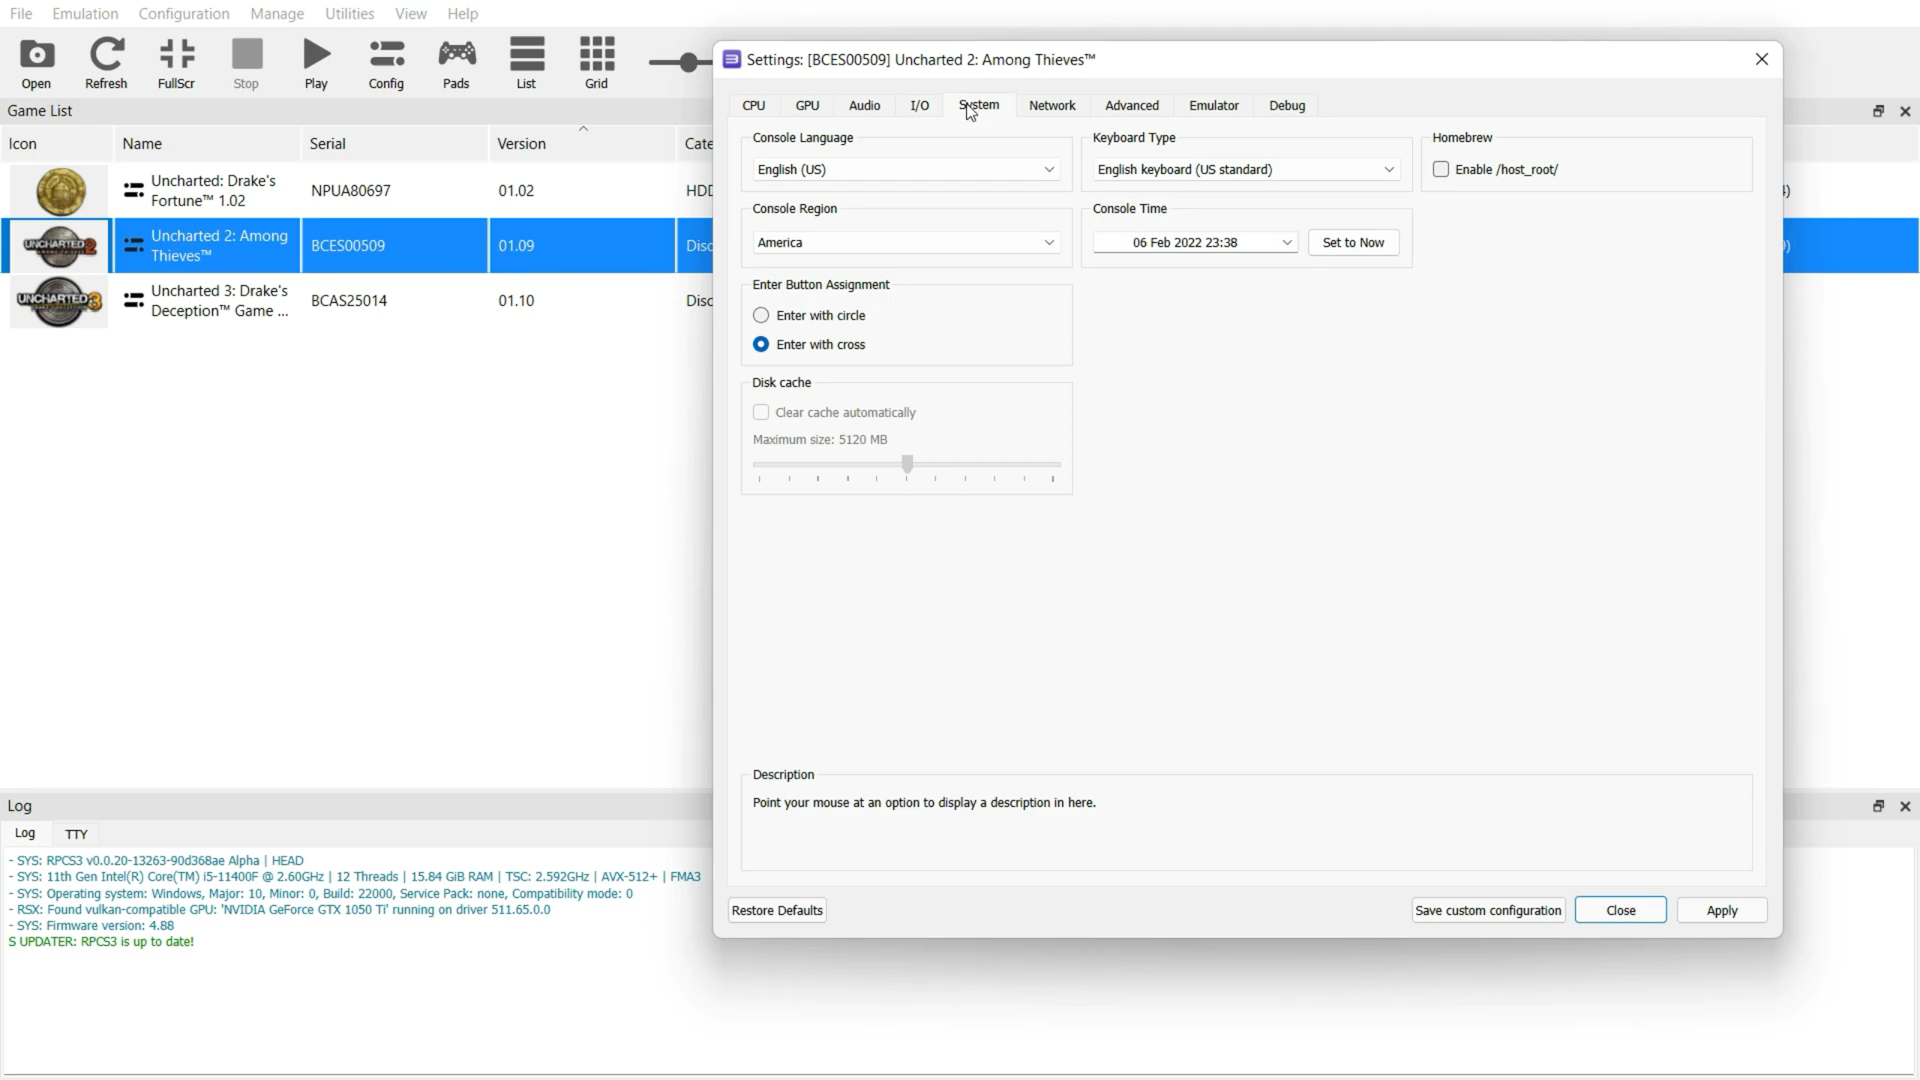 File Emulation Configuration Manage Utilities View Help
Open Refresh FullScr Stop Play Config Pads List Grid
Game List
Icon Name Serial Version Cate
Uncharted: Drake's
Fortune™ 1.02
NPUA80697 01.02 HDD
UNCHARTED 2
Uncharted 2: Among
Thieves™
BCES00509 01.09 Disc
UNCHARTED 3
Uncharted 3: Drake's
Deception™ Game ...
BCAS25014 01.10 Disc
Settings: [BCES00509] Uncharted 2: Among Thieves™
CPU GPU Audio I/O System Network Advanced Emulator Debug
Console Language
English (US)
Keyboard Type
English keyboard (US standard)
Homebrew
Enable /host_root/
Console Region
America
Console Time
06 Feb 2022 23:38
Set to Now
Enter Button Assignment
Enter with circle
Enter with cross
Disk cache
Clear cache automatically
Maximum size: 5120 MB
Description
Point your mouse at an option to display a description in here.
Restore Defaults Save custom configuration Close Apply
Log
Log TTY
- SYS: RPCS3 v0.0.20-13263-90d368ae Alpha | HEAD
- SYS: 11th Gen Intel(R) Core(TM) i5-11400F @ 2.60GHz | 12 Threads | 15.84 GiB RAM | TSC: 2.592GHz | AVX-512+ | FMA3
- SYS: Operating system: Windows, Major: 10, Minor: 0, Build: 22000, Service Pack: none, Compatibility mode: 0
- RSX: Found vulkan-compatible GPU: 'NVIDIA GeForce GTX 1050 Ti' running on driver 511.65.0.0
- SYS: Firmware version: 4.88
S UPDATER: RPCS3 is up to date!